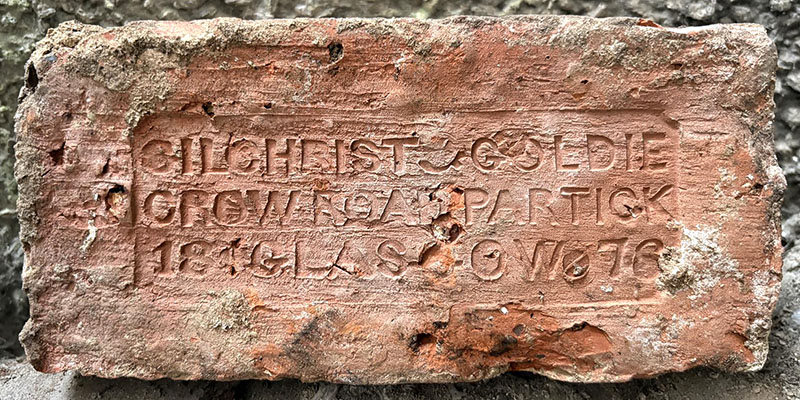 GILCHRIST & GOLDIE
CROW ROAD PARTICK
18 GLASGOW 76